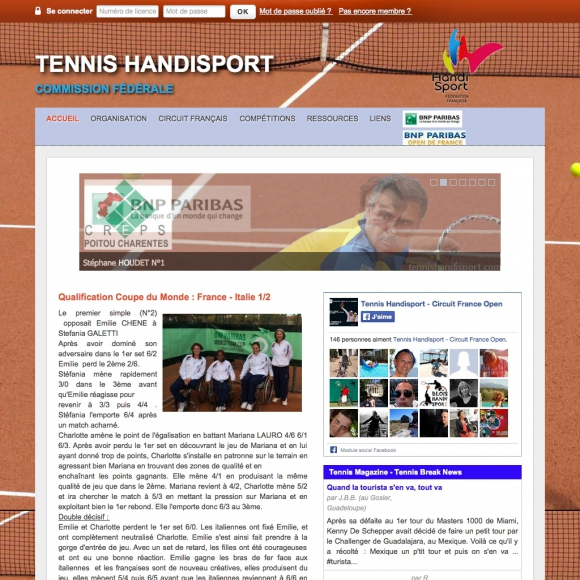 Se connecter Numéro de licence Mot de passe OK Mot de passe oublié ? Pas encore membre ?
TENNIS HANDISPORT
COMMISSION FÉDÉRALE
Handi
Sport
FÉDÉRATION
FRANÇAISE
ACCUEIL ORGANISATION CIRCUIT FRANÇAIS COMPÉTITIONS RESSOURCES LIENS
BNP PARIBAS
La banque d'un monde qui change
BNP PARIBAS
OPEN DE FRANCE
BNP PARIBAS
La banque d'un monde qui change
CREPS
POITOU CHARENTES
Stéphane HOUDET N°1
tennishandisport.com
Qualification Coupe du Monde : France - Italie 1/2
Le premier simple (N°2)
opposait Emilie CHENE à
Stefania GALETTI
Après avoir dominé son
adversaire dans le 1er set 6/2
Emilie perd le 2ème 2/6.
Stéfania mène rapidement
3/0 dans le 3ème avant
qu'Emilie réagisse pour
revenir à 3/3 puis 4/4 .
Stéfania l'emporte 6/4 après
un match acharné.
Charlotte amène le point de l'égalisation en battant Mariana LAURO 4/6 6/1
6/3. Après avoir perdu le 1er set en découvrant le jeu de Mariana et en lui
ayant donné trop de points, Charlotte s'installe en patronne sur le terrain en
agressant bien Mariana en trouvant des zones de qualité et en
enchaînant les points gagnants. Elle mène 4/1 en produisant la même
qualité de jeu que dans le 2ème. Mariana revient à 4/2, Charlotte mène 5/2
et ira chercher le match à 5/3 en mettant la pression sur Mariana et en
exploitant bien le 1er rebond. Elle l'emporte donc 6/3 au 3ème.
Double décisif :
Emilie et Charlotte perdent le 1er set 6/0. Les italiennes ont fixé Emilie, et
ont complètement neutralisé Charlotte. Emilie s'est ainsi fait prendre à la
gorge d'entrée de jeu. Avec un set de retard, les filles ont été courageuses
et ont eu une bonne réaction. Emilie gagne les bras de fer face aux
italiennes et les françaises sont de nouveau créatives, elles produisent du
jeu, elles mènent 5/4 puis 6/5 avant que les italiennes reviennent à 6/6 en
Tennis Handisport - Circuit France Open
J'aime
146 personnes aiment Tennis Handisport - Circuit France Open.
BLOIS
HANDI
SPORT
Module social Facebook
Tennis Magazine - Tennis Break News
Quand la tourista s'en va, tout va
par J.B.B. (au Gosier,
Guadeloupe)
Après sa défaite au 1er tour du Masters 1000 de Miami,
Kenny De Schepper avait décidé de faire un petit tour par
le Challenger de Guadalajara, au Mexique. Voilà ce qu'il y
a récolté : Mexique un p'tit tour et puis on s'en va ...
#turista...
par R.